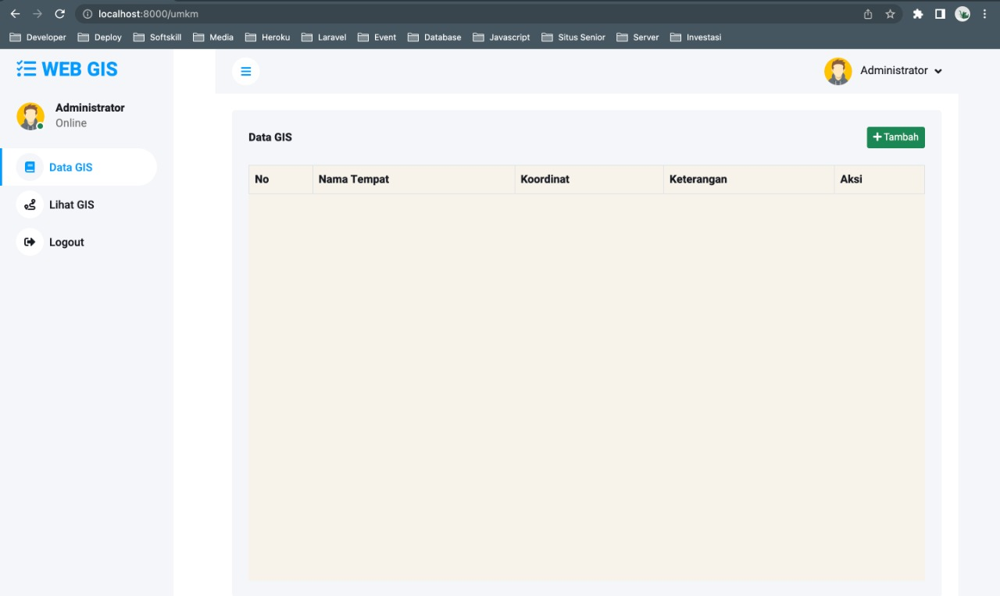 localhost:8000/umkm
Developer Deploy Softskill Media Heroku Laravel Event Database Javascript Situs Senior Server Investasi
WEB GIS
Administrator
Online
Data GIS
Lihat GIS
Logout
Administrator
Data GIS
Tambah
No Nama Tempat Koordinat Keterangan Aksi